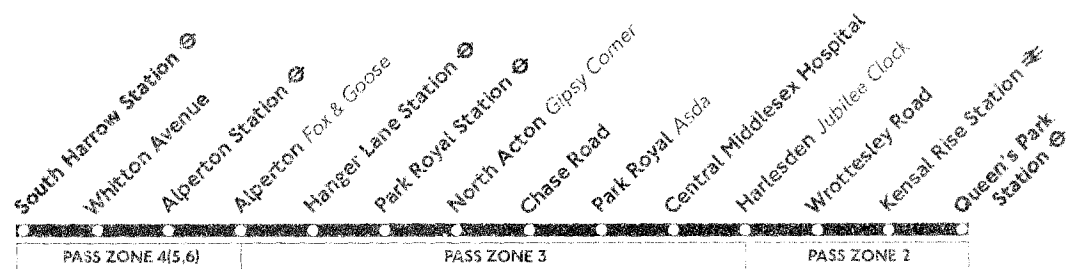 South Harrow Station
Whitton Avenue
Alperton Station
Alperton Fox & Goose
Hanger Lane Station
Park Royal Station
North Acton Gipsy Corner
Chase Road
Park Royal Asda
Central Middlesex Hospital
Harlesden Jubilee Clock
Wrottesley Road
Kensal Rise Station
Queen's Park
Station
PASS ZONE 4(5,6)
PASS ZONE 3
PASS ZONE 2